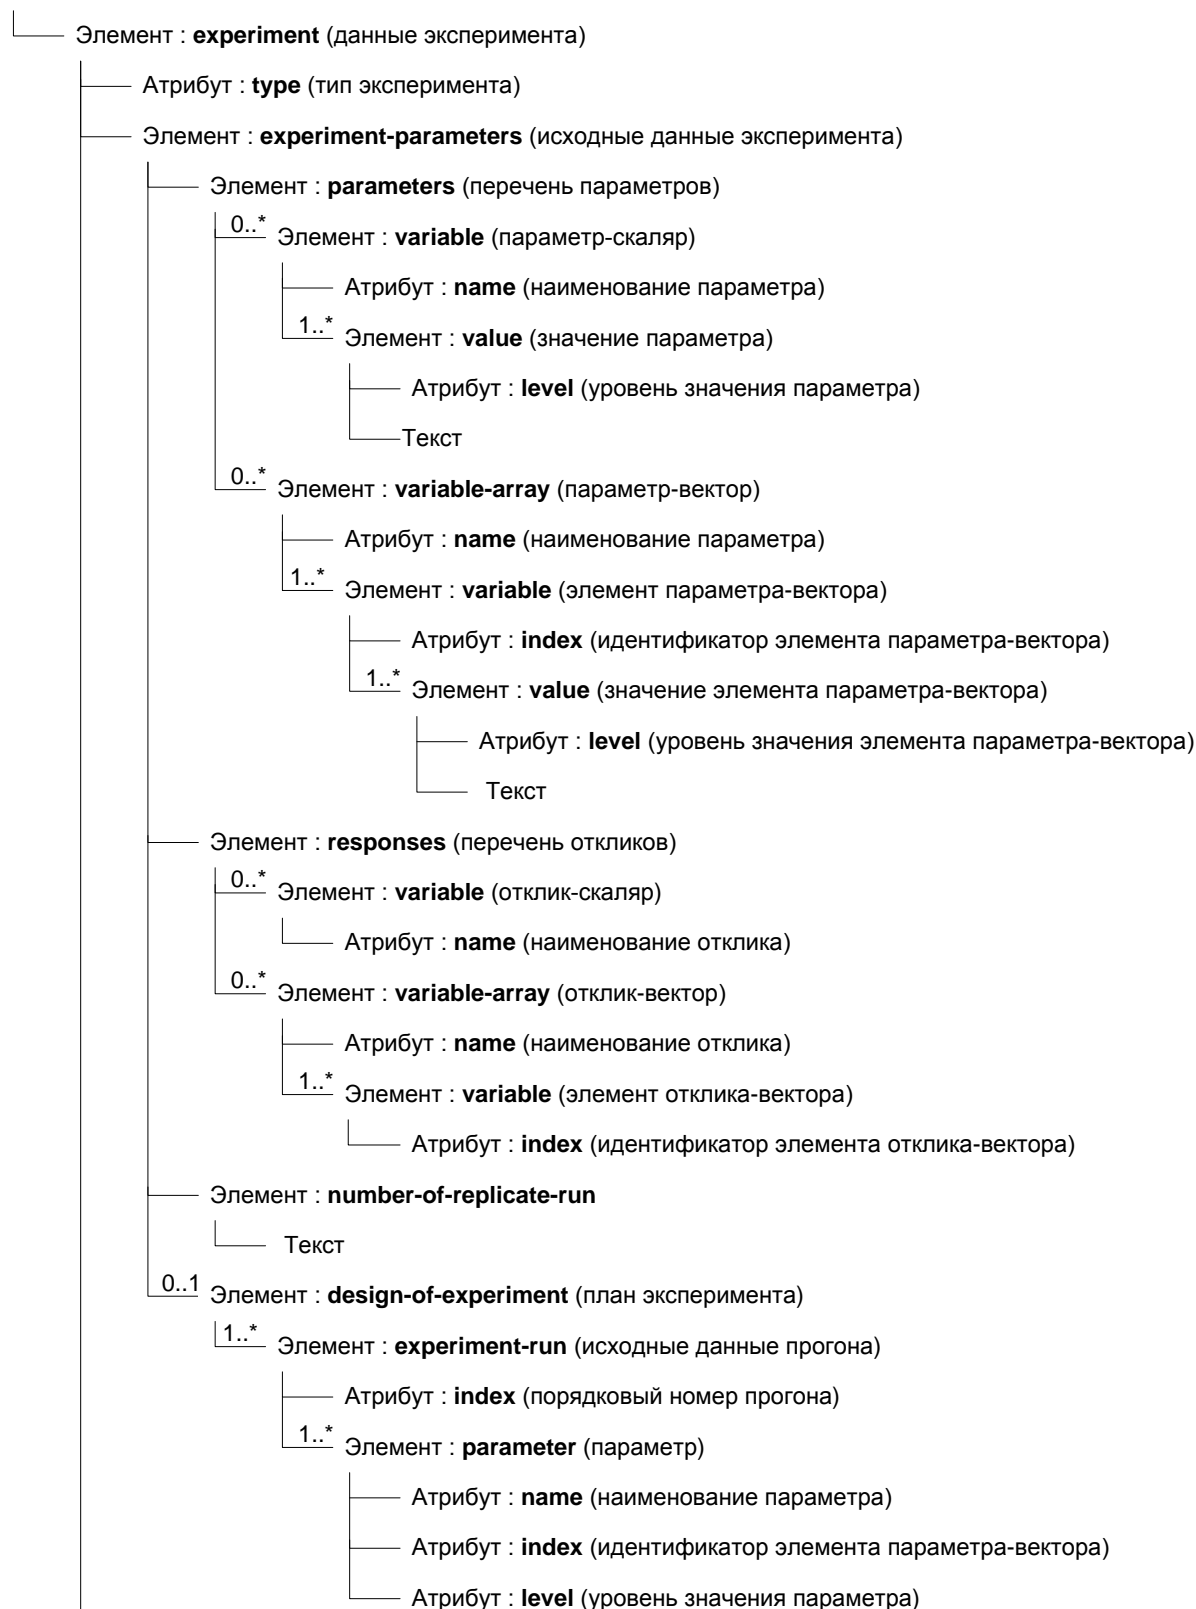 Элемент : experiment (данные эксперимента)
Атрибут : type (тип эксперимента)
Элемент : experiment-parameters (исходные данные эксперимента)
Элемент : parameters (перечень параметров)
0..* Элемент : variable (параметр-скаляр)
Атрибут : name (наименование параметра)
1..* Элемент : value (значение параметра)
Атрибут : level (уровень значения параметра)
Текст
0..* Элемент : variable-array (параметр-вектор)
Атрибут : name (наименование параметра)
1..* Элемент : variable (элемент параметра-вектора)
Атрибут : index (идентификатор элемента параметра-вектора)
1..* Элемент : value (значение элемента параметра-вектора)
Атрибут : level (уровень значения элемента параметра-вектора)
Текст
Элемент : responses (перечень откликов)
0..* Элемент : variable (отклик-скаляр)
Атрибут : name (наименование отклика)
0..* Элемент : variable-array (отклик-вектор)
Атрибут : name (наименование отклика)
1..* Элемент : variable (элемент отклика-вектора)
Атрибут : index (идентификатор элемента отклика-вектора)
Элемент : number-of-replicate-run
Текст
0..1 Элемент : design-of-experiment (план эксперимента)
1..* Элемент : experiment-run (исходные данные прогона)
Атрибут : index (порядковый номер прогона)
1..* Элемент : parameter (параметр)
Атрибут : name (наименование параметра)
Атрибут : index (идентификатор элемента параметра-вектора)
Атрибут : level (уровень значения параметра)